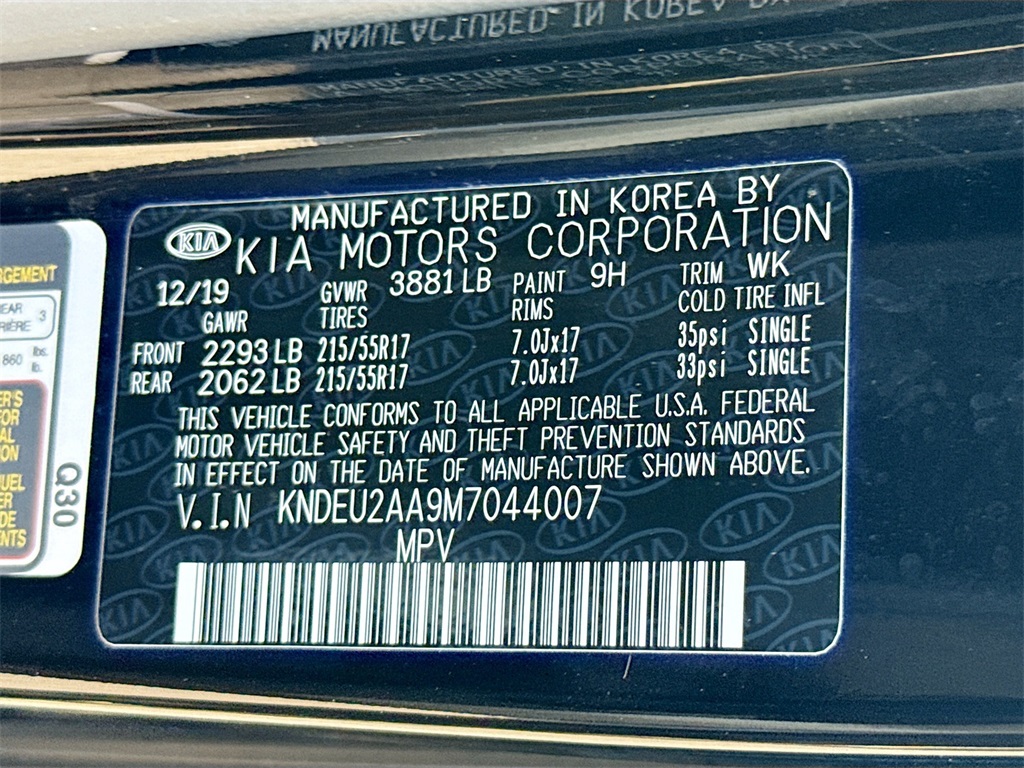 MANUFACTURED IN KOREA BY
KIA KIA MOTORS CORPORATION
12/19 GVWR 3881 LB PAINT 9H TRIM WK
GAWR TIRES RIMS COLD TIRE INFL
FRONT 2293 LB 215/55R17 7.0Jx17 35psi SINGLE
REAR 2062 LB 215/55R17 7.0Jx17 33psi SINGLE
THIS VEHICLE CONFORMS TO ALL APPLICABLE U.S.A. FEDERAL
MOTOR VEHICLE SAFETY AND THEFT PREVENTION STANDARDS
IN EFFECT ON THE DATE OF MANUFACTURE SHOWN ABOVE.
V.I.N KNDEU2AA9M7044007
MPV
3
860 lbs.
Q30